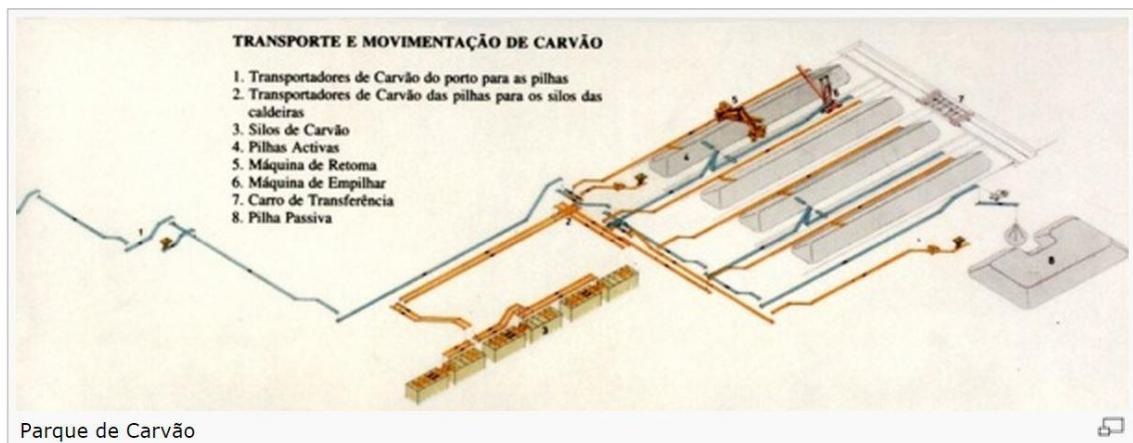 TRANSPORTE E MOVIMENTAÇÃO DE CARVÃO
1. Transportadores de Carvão do porto para as pilhas
2. Transportadores de Carvão das pilhas para os silos das
caldeiras
3. Silos de Carvão
4. Pilhas Activas
5. Máquina de Retoma
6. Máquina de Empilhar
7. Carro de Transferência
8. Pilha Passiva
5
6
7
4
1
2
8
3
Parque de Carvão